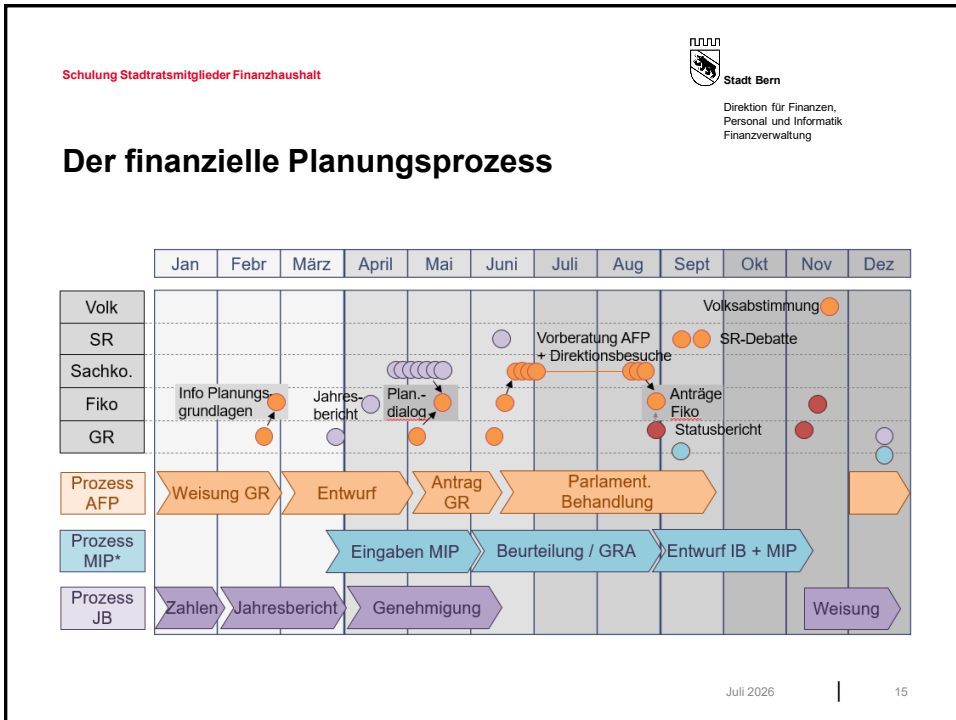 Schulung Stadtratsmitglieder Finanzhaushalt
Stadt Bern
Direktion für Finanzen,
Personal und Informatik
Finanzverwaltung
Der finanzielle Planungsprozess
Jan Febr März April Mai Juni Juli Aug Sept Okt Nov Dez
Volk
Volksabstimmung
SR
Vorberatung AFP
+ Direktionsbesuche
SR-Debatte
Sachko.
Fiko
Info Planungs-
grundlagen
Jahres-
bericht
Plan.-
dialog
Anträge
Fiko
GR
Statusbericht
Prozess
AFP
Weisung GR
Entwurf
Antrag
GR
Parlament.
Behandlung
Prozess
MIP*
Eingaben MIP
Beurteilung / GRA
Entwurf IB + MIP
Prozess
JB
Zahlen
Jahresbericht
Genehmigung
Weisung
Juli 2026
15